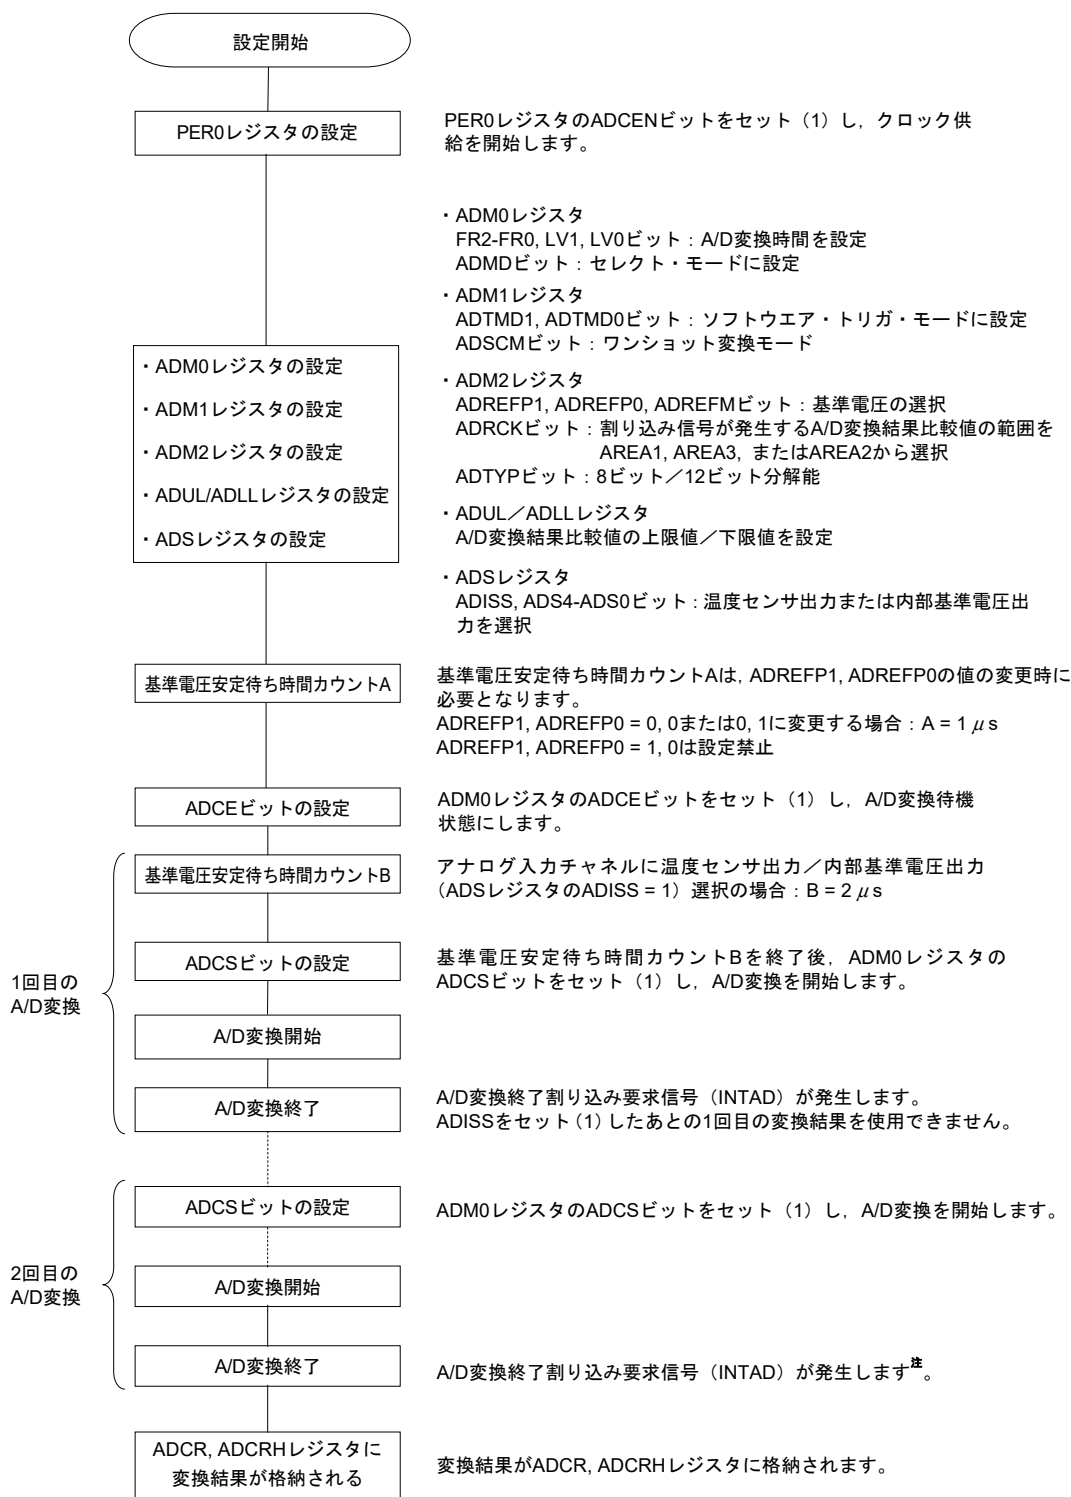 設定開始
PER0レジスタの設定
PER0レジスタのADCENビットをセット（1）し，クロック供
給を開始します。
・ADM0レジスタ
FR2-FR0, LV1, LV0ビット：A/D変換時間を設定
ADMDビット：セレクト・モードに設定
・ADM1レジスタ
ADTMD1, ADTMD0ビット：ソフトウエア・トリガ・モードに設定
ADSCMビット：ワンショット変換モード
・ADM2レジスタ
ADREFP1, ADREFP0, ADREFMビット：基準電圧の選択
ADRCKビット：割り込み信号が発生するA/D変換結果比較値の範囲を
AREA1, AREA3, またはAREA2から選択
ADTYPビット：8ビット／12ビット分解能
・ADUL／ADLLレジスタ
A/D変換結果比較値の上限値／下限値を設定
・ADSレジスタ
ADISS, ADS4-ADS0ビット：温度センサ出力または内部基準電圧出
力を選択
・ADM0レジスタの設定
・ADM1レジスタの設定
・ADM2レジスタの設定
・ADUL/ADLLレジスタの設定
・ADSレジスタの設定
基準電圧安定待ち時間カウントA
基準電圧安定待ち時間カウントAは, ADREFP1, ADREFP0の値の変更時に
必要となります。
ADREFP1, ADREFP0 = 0, 0または0, 1に変更する場合：A = 1 μs
ADREFP1, ADREFP0 = 1, 0は設定禁止
ADCEビットの設定
ADM0レジスタのADCEビットをセット（1）し，A/D変換待機
状態にします。
1回目の
A/D変換
基準電圧安定待ち時間カウントB
アナログ入力チャネルに温度センサ出力／内部基準電圧出力
（ADSレジスタのADISS = 1）選択の場合：B = 2 μs
ADCSビットの設定
基準電圧安定待ち時間カウントBを終了後，ADM0レジスタの
ADCSビットをセット（1）し，A/D変換を開始します。
A/D変換開始
A/D変換終了
A/D変換終了割り込み要求信号（INTAD）が発生します。
ADISSをセット（1）したあとの1回目の変換結果を使用できません。
2回目の
A/D変換
ADCSビットの設定
ADM0レジスタのADCSビットをセット（1）し，A/D変換を開始します。
A/D変換開始
A/D変換終了
A/D変換終了割り込み要求信号（INTAD）が発生します注。
ADCR, ADCRHレジスタに
変換結果が格納される
変換結果がADCR, ADCRHレジスタに格納されます。